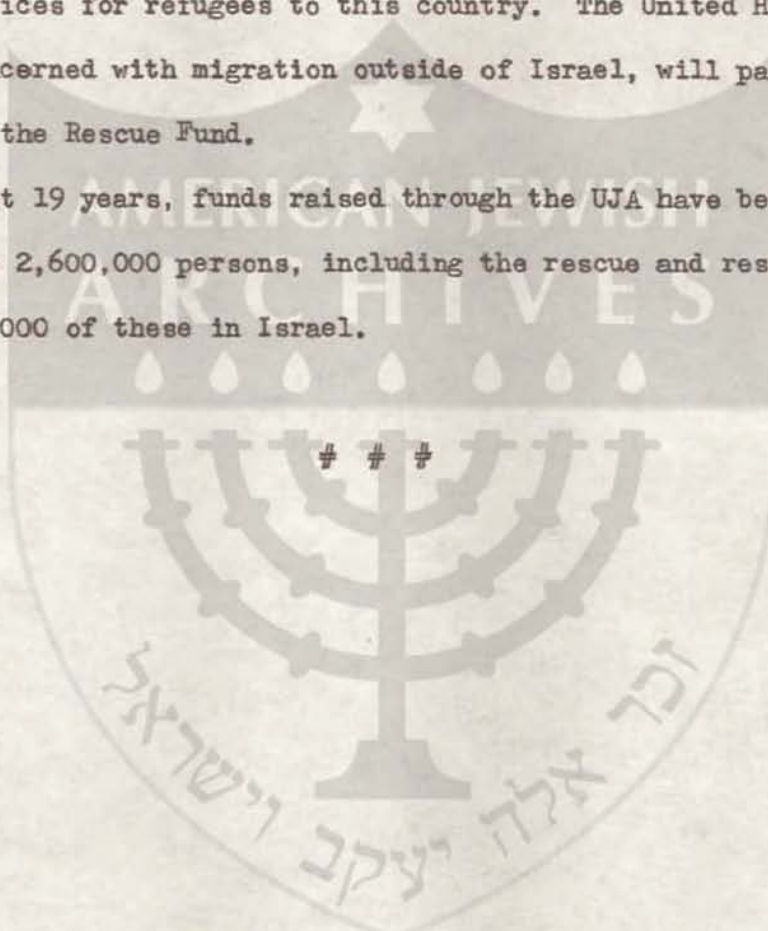 ices for refugees to this country. The United H
cerned with migration outside of Israel, will pa
the Rescue Fund.
t 19 years, funds raised through the UJA have be
2,600,000 persons, including the rescue and res
000 of these in Israel.
# # #
AMERICAN JEWISH
ARCHIVES
זכר אלה יעקב וישראל